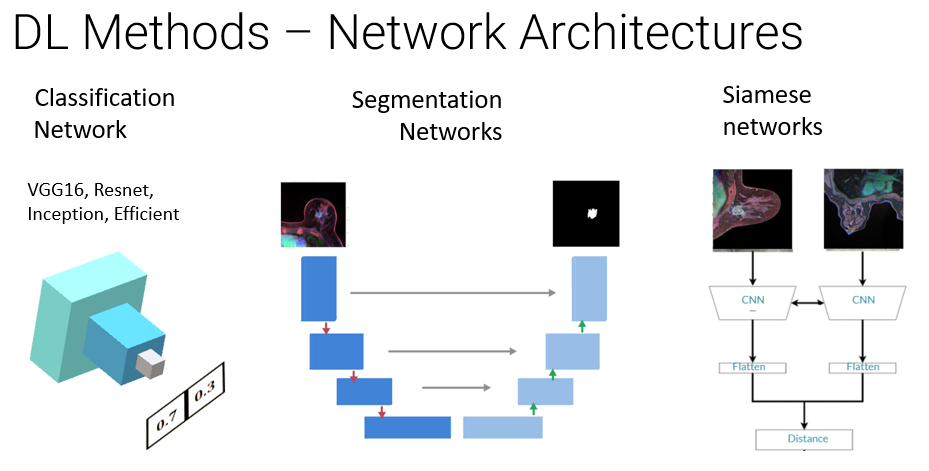 DL Methods – Network Architectures
Classification
Network
VGG16, Resnet,
Inception, Efficient
0.7 0.3
Segmentation
Networks
Siamese
networks
CNN
CNN
Flatten
Flatten
Distance